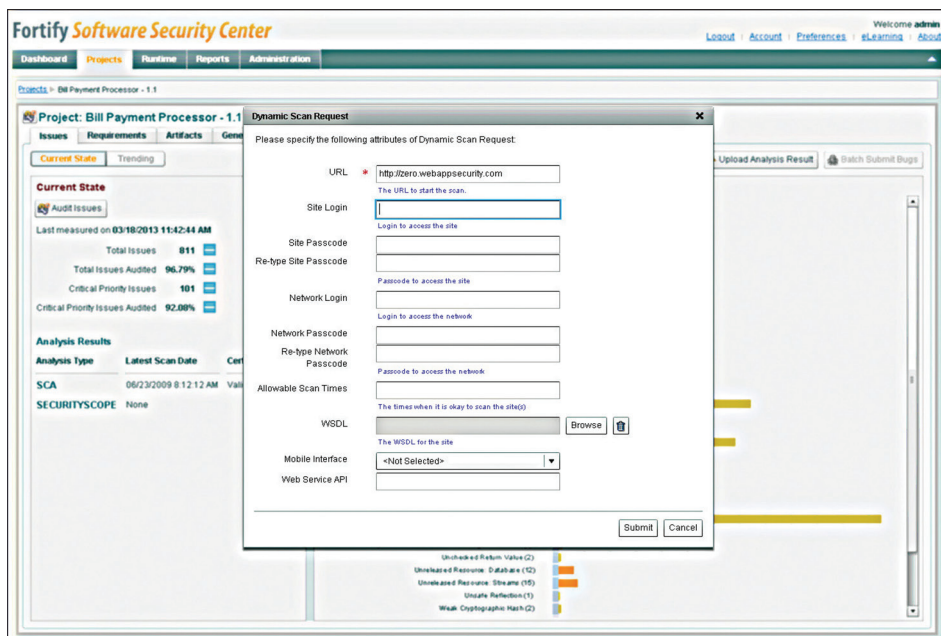 Fortify Software Security Center
Welcome admin
Logout | Account | Preferences | eLearning | About
Dashboard Projects Runtime Reports Administration
Projects > Bill Payment Processor - 1.1
Project: Bill Payment Processor - 1.1
Issues Requirements Artifacts Gene
Current State Trending
Upload Analysis Result Batch Submit Bugs
Current State
Audit Issues
Last measured on 03/18/2013 11:42:44 AM
Total Issues 811
Total Issues Audited 96.79%
Critical Priority Issues 101
Critical Priority Issues Audited 92.08%
Analysis Results
Analysis Type Latest Scan Date Cert
SCA 06/23/2009 8:12:12 AM Vali
SECURITYSCOPE None
Dynamic Scan Request
Please specify the following attributes of Dynamic Scan Request:
URL * http://zero.webappsecurity.com
The URL to start the scan.
Site Login
Login to access the site
Site Passcode
Re-type Site Passcode
Passcode to access the site
Network Login
Login to access the network
Network Passcode
Re-type Network Passcode
Passcode to access the network
Allowable Scan Times
The times when it is okay to scan the site(s)
WSDL Browse
The WSDL for the site
Mobile Interface <Not Selected>
Web Service API
Submit Cancel
Unchecked Return Value (2)
Unreleased Resource: Database (12)
Unreleased Resource: Streams (15)
Unsafe Reflection (1)
Weak Cryptographic Hash (2)